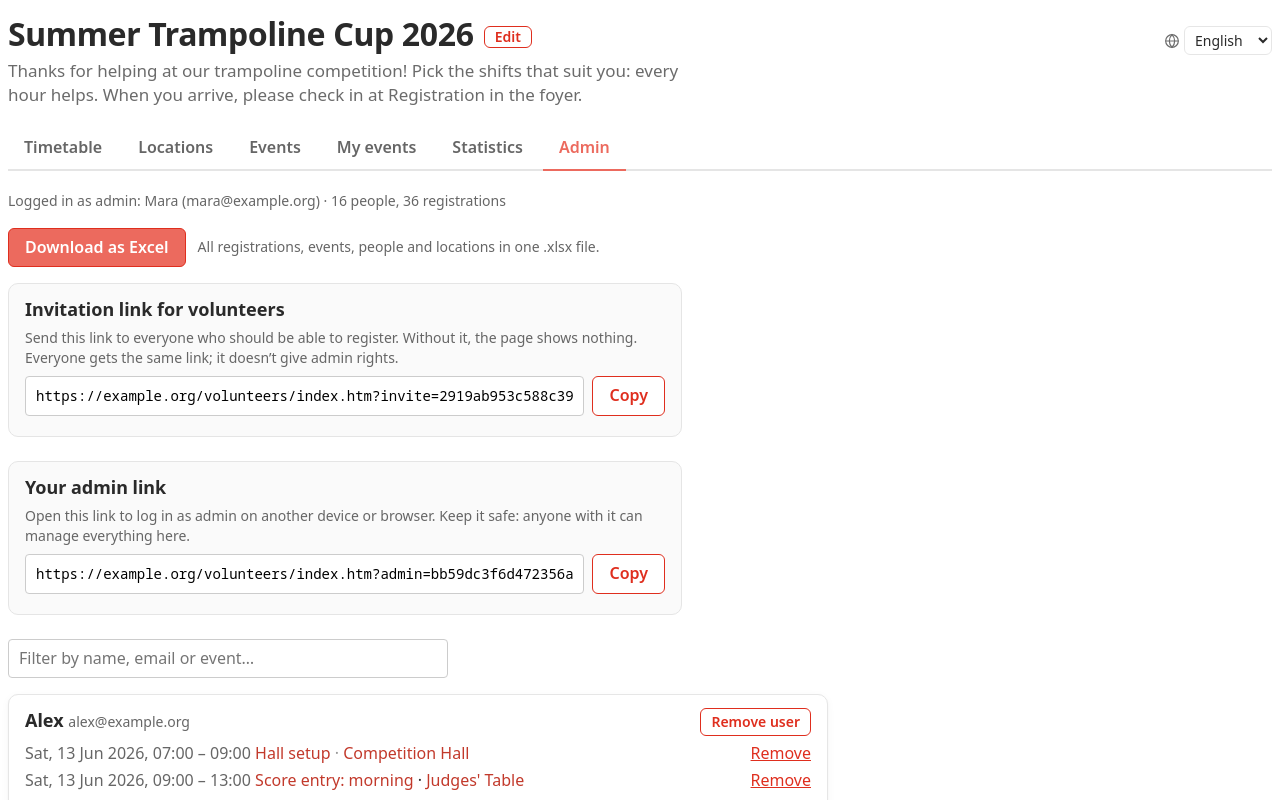 Summer Trampoline Cup 2026 Edit English
Thanks for helping at our trampoline competition! Pick the shifts that suit you: every
hour helps. When you arrive, please check in at Registration in the foyer.
Timetable Locations Events My events Statistics Admin
Logged in as admin: Mara (mara@example.org) · 16 people, 36 registrations
Download as Excel All registrations, events, people and locations in one .xlsx file.
Invitation link for volunteers
Send this link to everyone who should be able to register. Without it, the page shows nothing.
Everyone gets the same link; it doesn’t give admin rights.
https://example.org/volunteers/index.htm?invite=2919ab953c588c39 Copy
Your admin link
Open this link to log in as admin on another device or browser. Keep it safe: anyone with it can
manage everything here.
https://example.org/volunteers/index.htm?admin=bb59dc3f6d472356a Copy
Filter by name, email or event…
Alex alex@example.org Remove user
Sat, 13 Jun 2026, 07:00 – 09:00 Hall setup · Competition Hall Remove
Sat, 13 Jun 2026, 09:00 – 13:00 Score entry: morning · Judges' Table Remove